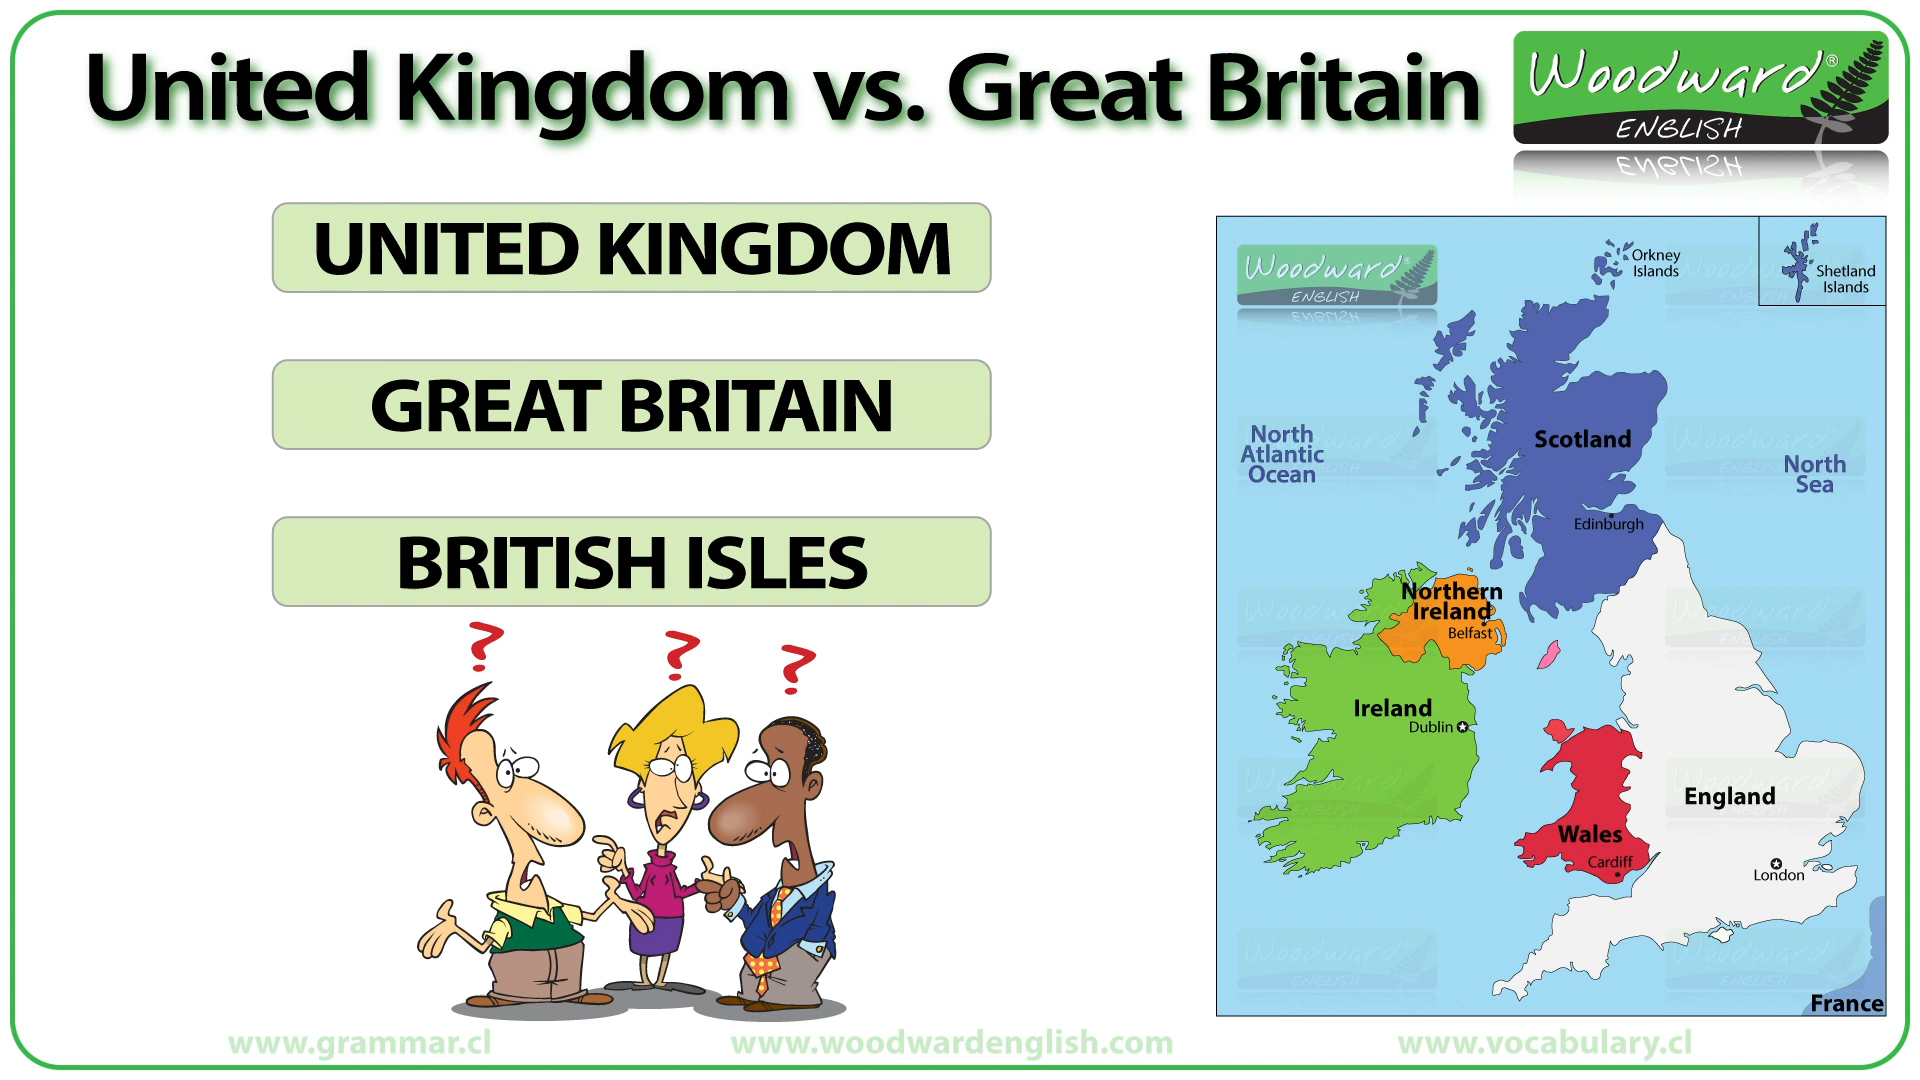 United Kingdom vs. Great Britain
Woodward®
ENGLISH
UNITED KINGDOM
GREAT BRITAIN
BRITISH ISLES
?
?
?
Woodward®
ENGLISH
Orkney
Islands
Shetland
Islands
North
Atlantic
Ocean
Scotland
North
Sea
Edinburgh
Northern
Ireland
Belfast
Ireland
Dublin
England
Wales
Cardiff
London
France
www.grammar.cl
www.woodwardenglish.com
www.vocabulary.cl